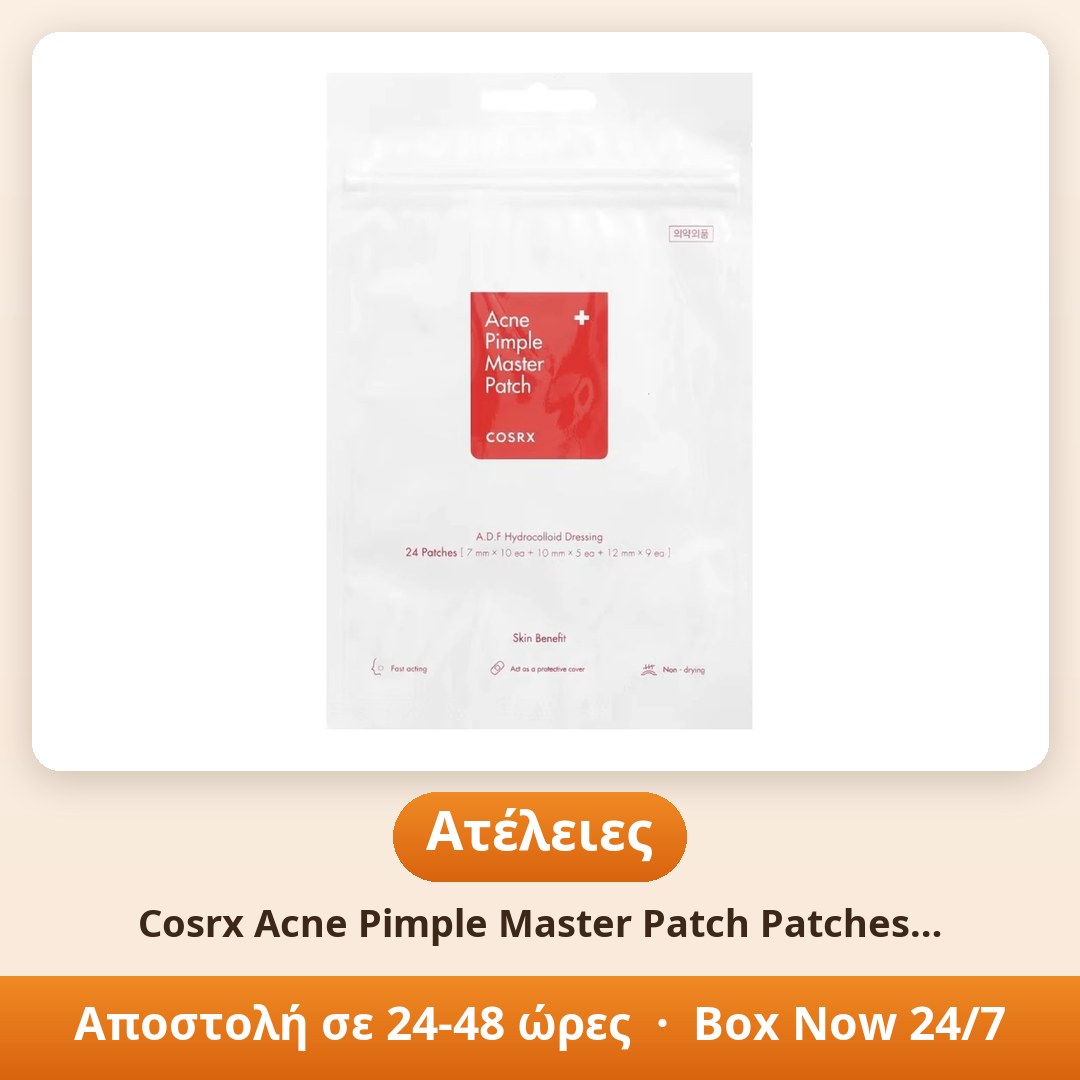 의약외품
Acne
Pimple
Master
Patch
COSRX
A.D.F Hydrocolloid Dressing
24 Patches [ 7 mm × 10 ea + 10 mm × 5 ea + 12 mm × 9 ea ]
Skin Benefit
Fast acting
Act as a protective cover
Non - drying
Ατέλειες
Cosrx Acne Pimple Master Patch Patches...
Αποστολή σε 24-48 ώρες · Box Now 24/7